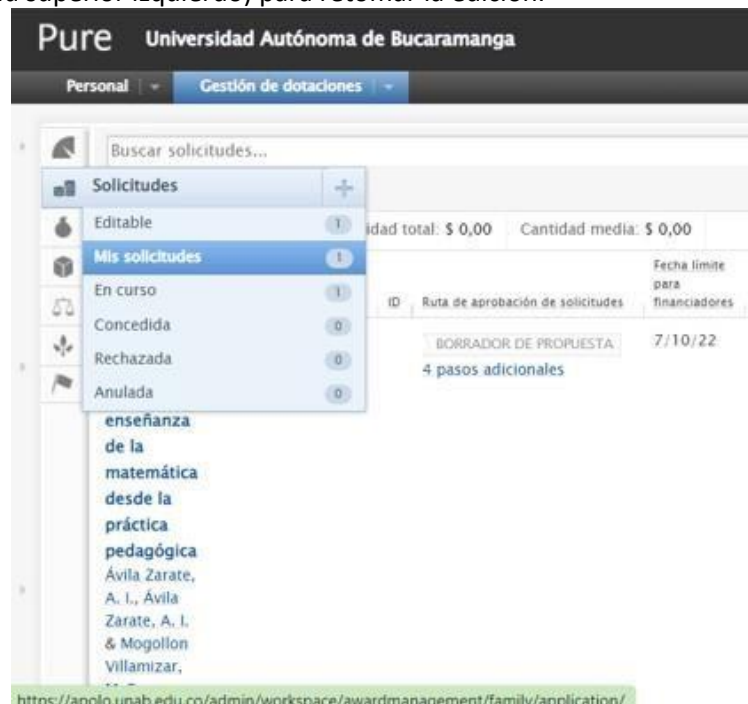 superior izquierdo) para retomar la edición.
Pure Universidad Autónoma de Bucaramanga
Personal Gestión de dotaciones
Buscar solicitudes...
Solicitudes
Editable 1
idad total: $ 0,00 Cantidad media: $ 0,00
Mis solicitudes 1
En curso 1
ID Ruta de aprobación de solicitudes Fecha límite
para
financiadores
Concedida 0
BORRADOR DE PROPUESTA 7/10/22
Rechazada 0
4 pasos adicionales
Anulada 0
enseñanza
de la
matemática
desde la
práctica
pedagógica
Ávila Zarate,
A. I., Ávila
Zarate, A. I.
& Mogollon
Villamizar,
https://apolo.unab.edu.co/admin/workspace/awardmanagement/family/application/